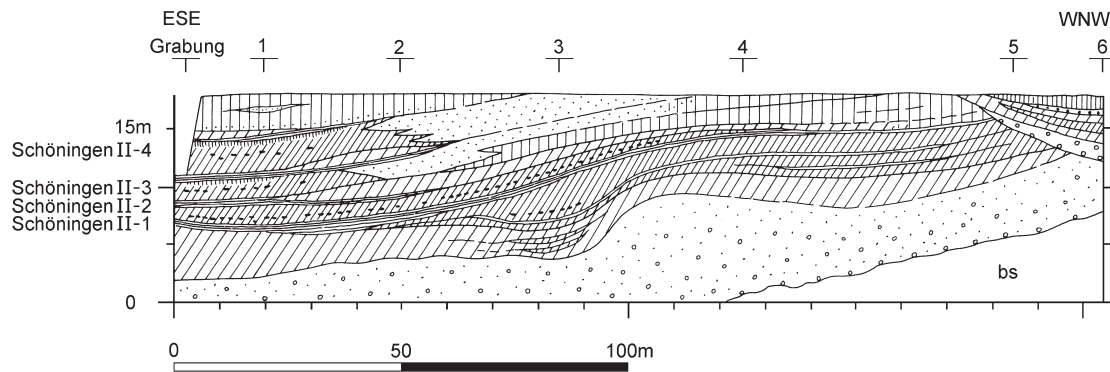 ESE WNW
Grabung 1 2 3 4 5 6
15m
Schöningen II-4
Schöningen II-3
Schöningen II-2
Schöningen II-1
bs
0
0 50 100m